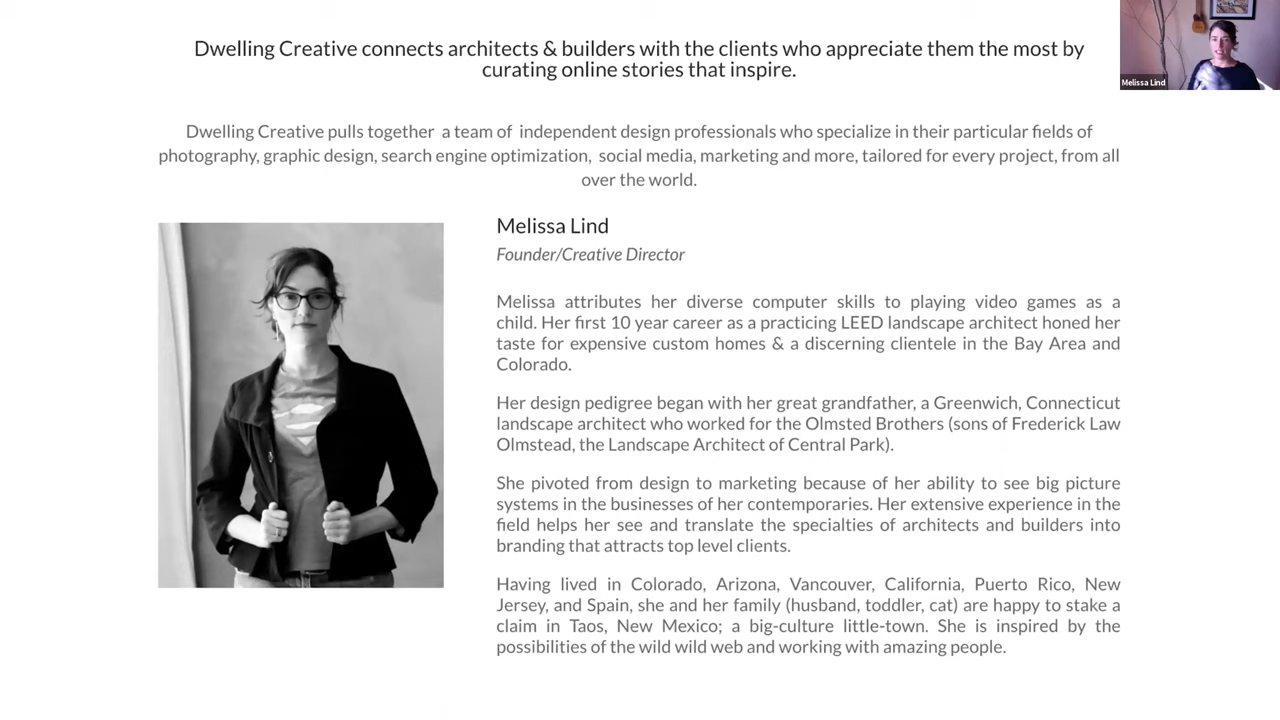 Dwelling Creative connects architects & builders with the clients who appreciate them the most by
curating online stories that inspire.
Melissa Lind
Dwelling Creative pulls together a team of independent design professionals who specialize in their particular fields of
photography, graphic design, search engine optimization, social media, marketing and more, tailored for every project, from all
over the world.
Melissa Lind
Founder/Creative Director
Melissa attributes her diverse computer skills to playing video games as a
child. Her first 10 year career as a practicing LEED landscape architect honed her
taste for expensive custom homes & a discerning clientele in the Bay Area and
Colorado.
Her design pedigree began with her great grandfather, a Greenwich, Connecticut
landscape architect who worked for the Olmsted Brothers (sons of Frederick Law
Olmstead, the Landscape Architect of Central Park).
She pivoted from design to marketing because of her ability to see big picture
systems in the businesses of her contemporaries. Her extensive experience in the
field helps her see and translate the specialties of architects and builders into
branding that attracts top level clients.
Having lived in Colorado, Arizona, Vancouver, California, Puerto Rico, New
Jersey, and Spain, she and her family (husband, toddler, cat) are happy to stake a
claim in Taos, New Mexico; a big-culture little-town. She is inspired by the
possibilities of the wild wild web and working with amazing people.